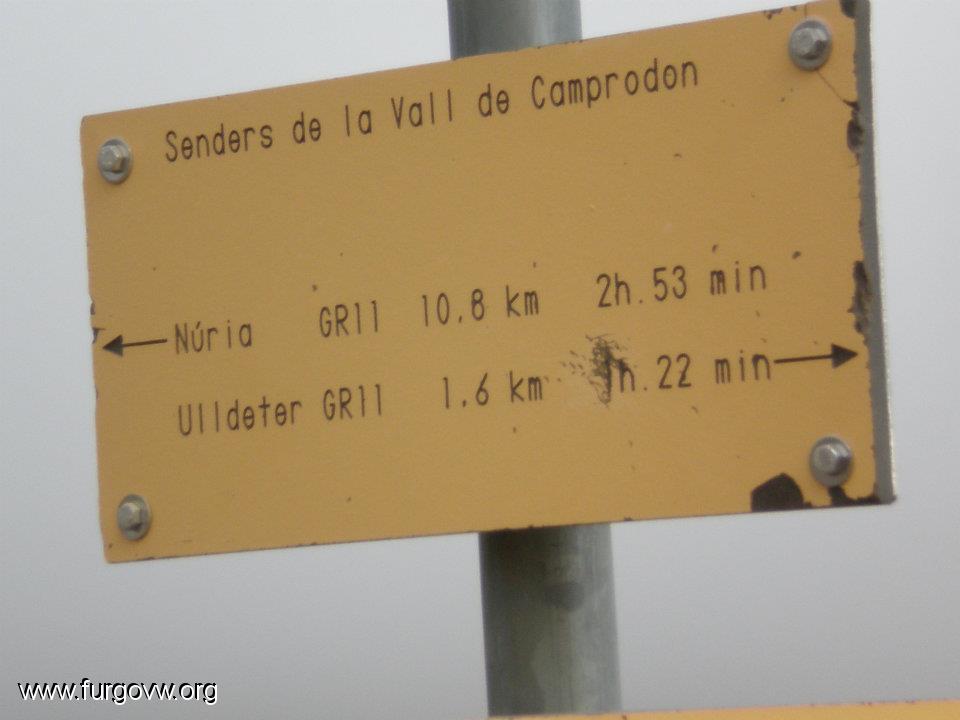 Senders de la Vall de Camprodon
Núria GR11 10.8 km 2h.53 min
Ulldeter GR11 1.6 km 1h.22 min
www.furgovw.org